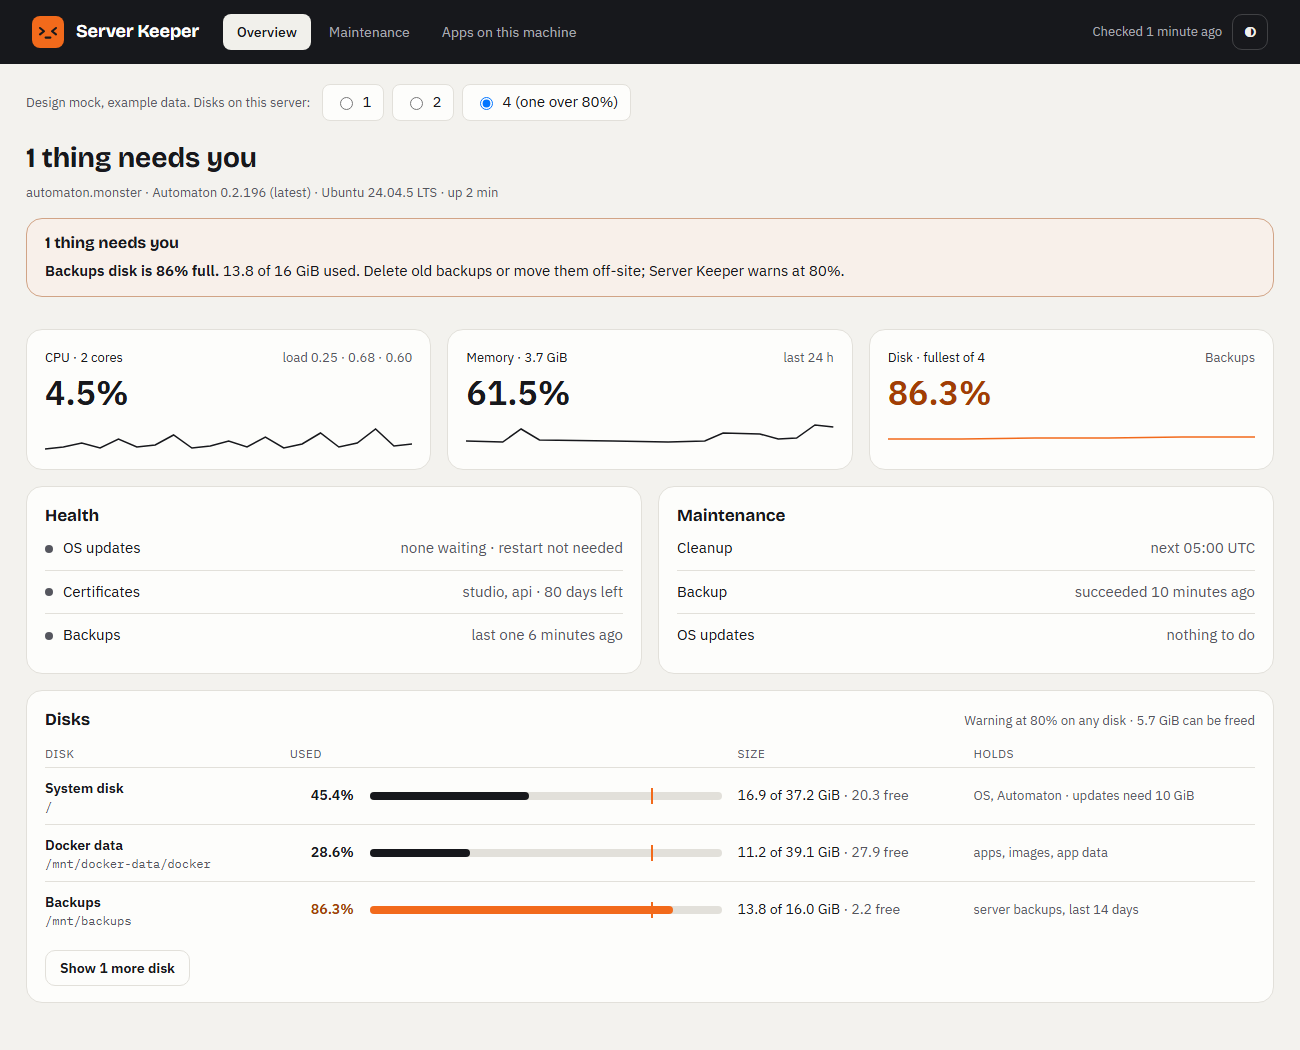 Server Keeper
Overview
Maintenance
Apps on this machine
Checked 1 minute ago
Design mock, example data. Disks on this server:
1
2
4 (one over 80%)
1 thing needs you
automaton.monster · Automaton 0.2.196 (latest) · Ubuntu 24.04.5 LTS · up 2 min
1 thing needs you
Backups disk is 86% full. 13.8 of 16 GiB used. Delete old backups or move them off-site; Server Keeper warns at 80%.
CPU · 2 cores
load 0.25 · 0.68 · 0.60
4.5%
Memory · 3.7 GiB
last 24 h
61.5%
Disk · fullest of 4
Backups
86.3%
Health
OS updates
none waiting · restart not needed
Certificates
studio, api · 80 days left
Backups
last one 6 minutes ago
Maintenance
Cleanup
next 05:00 UTC
Backup
succeeded 10 minutes ago
OS updates
nothing to do
Disks
Warning at 80% on any disk · 5.7 GiB can be freed
DISK
USED
SIZE
HOLDS
System disk
/
45.4%
16.9 of 37.2 GiB · 20.3 free
OS, Automaton · updates need 10 GiB
Docker data
/mnt/docker-data/docker
28.6%
11.2 of 39.1 GiB · 27.9 free
apps, images, app data
Backups
/mnt/backups
86.3%
13.8 of 16.0 GiB · 2.2 free
server backups, last 14 days
Show 1 more disk